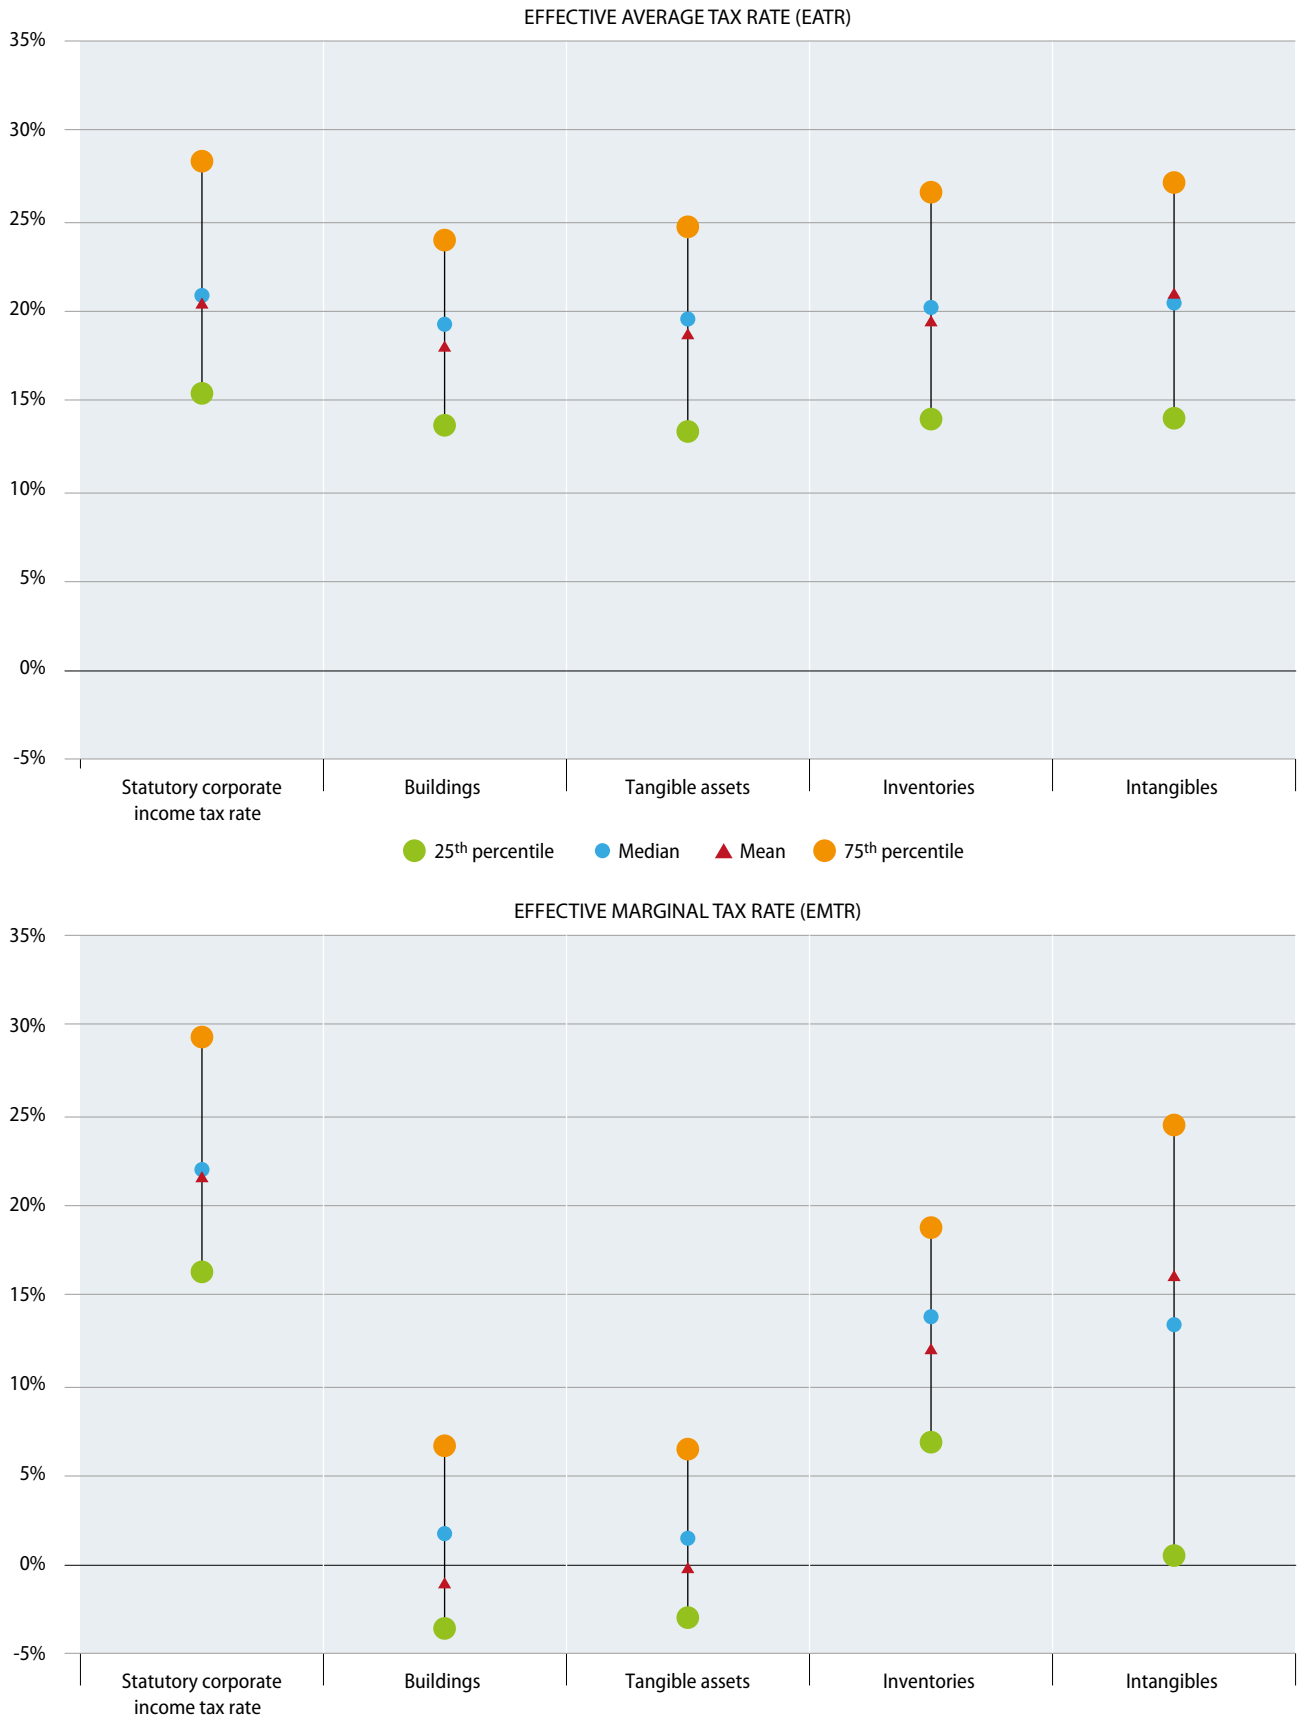 EFFECTIVE AVERAGE TAX RATE (EATR)
35%
30%
25%
20%
15%
10%
5%
0%
-5%
Statutory corporate
income tax rate
Buildings
Tangible assets
Inventories
Intangibles
25th percentile
Median
Mean
75th percentile
EFFECTIVE MARGINAL TAX RATE (EMTR)
35%
30%
25%
20%
15%
10%
5%
0%
-5%
Statutory corporate
income tax rate
Buildings
Tangible assets
Inventories
Intangibles